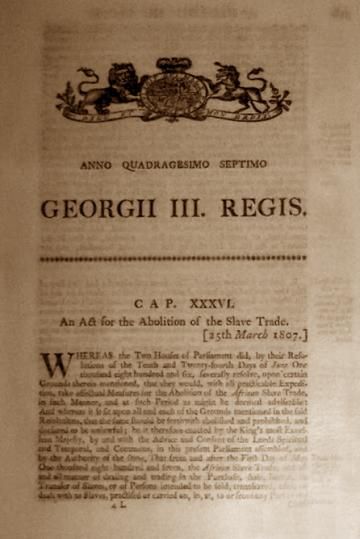 DIEU ET MON DROIT
ANNO QUADRAGESIMO SEPTIMO
GEORGII III. REGIS.
CAP. XXXVI.
An Act for the Abolition of the Slave Trade.
[25th March 1807.]
WHEREAS the Two Houses of Parliament did, by their Reso-
lutions of the Tenth and Twenty-fourth Days of June One
thousand eight hundred and six, severally resolve, upon certain
Grounds therein mentioned, that they would, with all practicable Expedi-
tion, take effectual Measures for the Abolition of the African Slave Trade,
in such Manner, and at such Period as might be deemed adviseable:
And whereas it is fit upon all and each of the Grounds mentioned in the said
Resolutions, that the same should be forthwith abolished and prohibited, and
declared to be unlawful; be it therefore enacted by the King's most Excel-
lent Majesty, by and with the Advice and Consent of the Lords Spiritual
and Temporal, and Commons, in this present Parliament assembled, and
by the Authority of the same, That from and after the First Day of May
One thousand eight hundred and seven, the African Slave Trade, and all
and all manner of dealing and trading in the Purchase, Sale, Barter, or
Transfer of Slaves, or of Persons intended to be sold, transferred, used, or
dealt with as Slaves, practised or carried on, in, at, to or from any Part
4 L